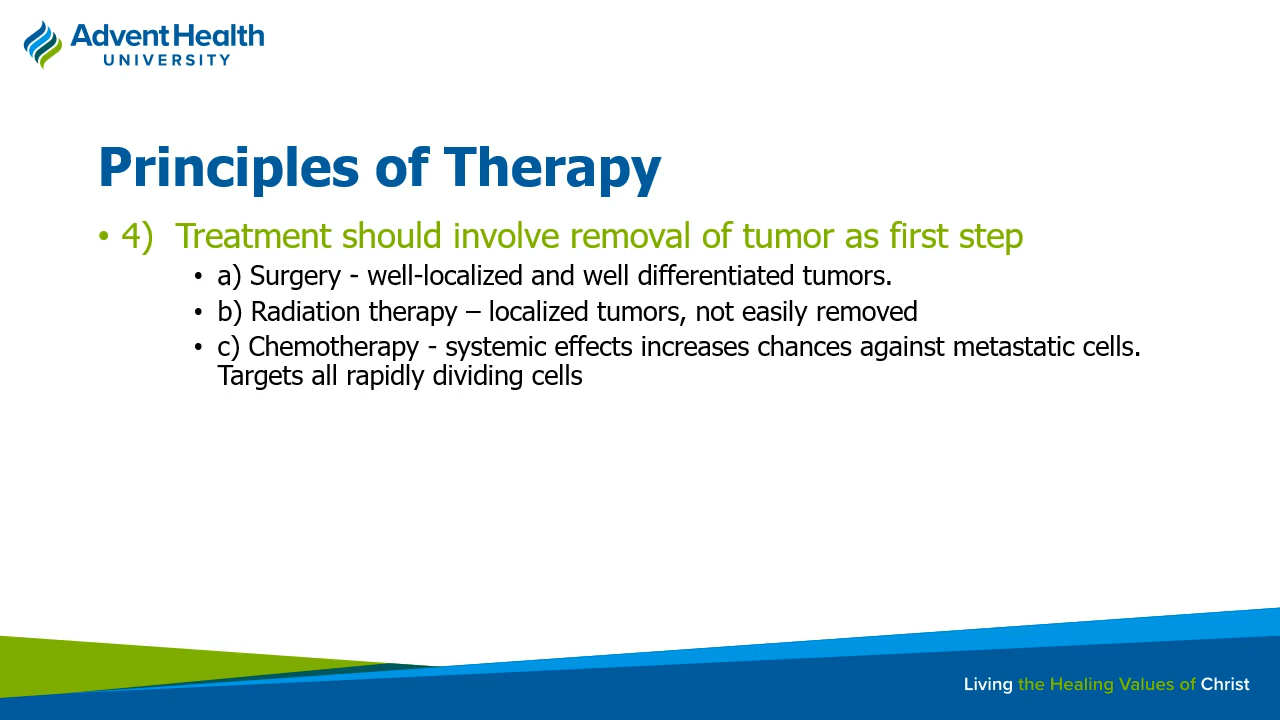 AdventHealth
UNIVERSITY
Principles of Therapy
• 4)  Treatment should involve removal of tumor as first step
• a) Surgery - well-localized and well differentiated tumors.
• b) Radiation therapy – localized tumors, not easily removed
• c) Chemotherapy - systemic effects increases chances against metastatic cells.
Targets all rapidly dividing cells
Living the Healing Values of Christ